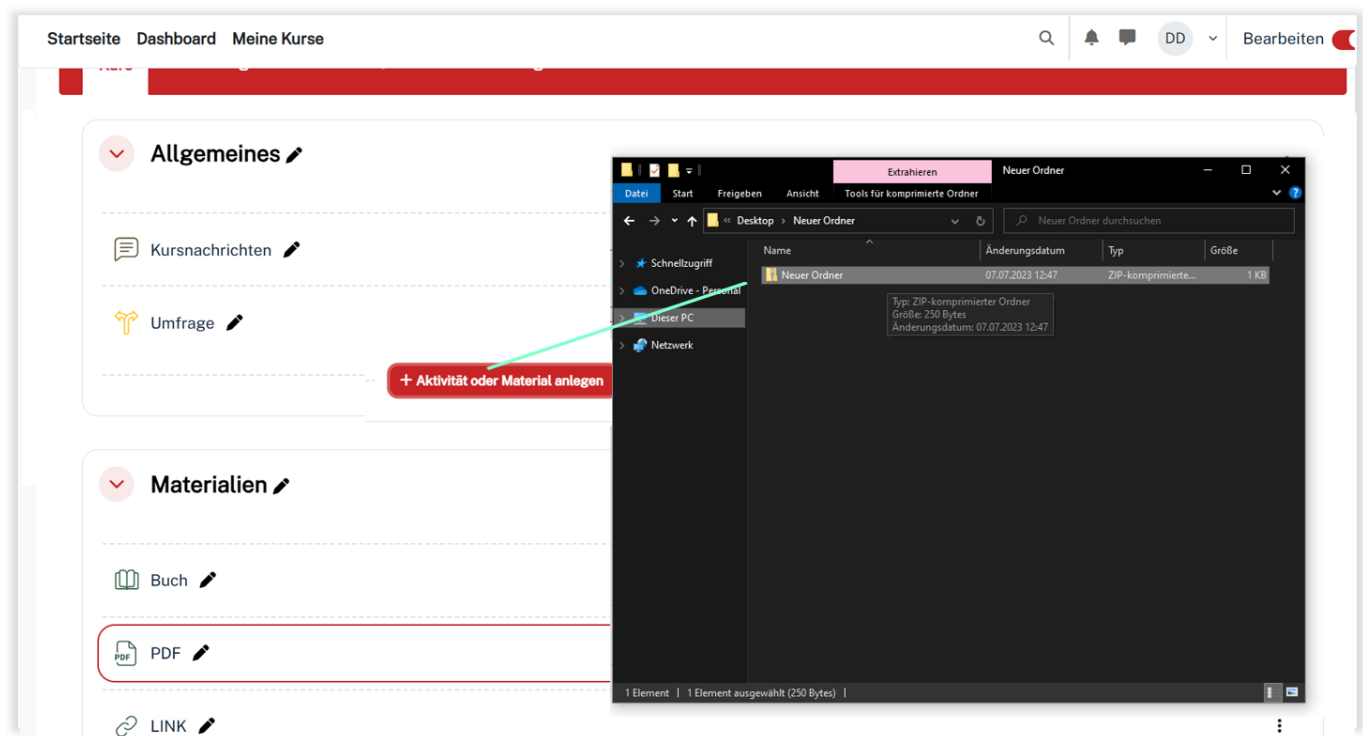 Startseite Dashboard Meine Kurse
DD
Bearbeiten
Allgemeines
Kursnachrichten
Umfrage
+ Aktivität oder Material anlegen
Materialien
Buch
PDF
PDF
LINK
Extrahieren
Neuer Ordner
Datei Start Freigeben Ansicht Tools für komprimierte Ordner
« Desktop › Neuer Ordner
Neuer Ordner durchsuchen
Name Änderungsdatum Typ Größe
Neuer Ordner 07.07.2023 12:47 ZIP-komprimierte... 1 KB
Schnellzugriff
OneDrive - Personal
Dieser PC
Netzwerk
Typ: ZIP-komprimierter Ordner
Größe: 250 Bytes
Änderungsdatum: 07.07.2023 12:47
1 Element | 1 Element ausgewählt (250 Bytes) |